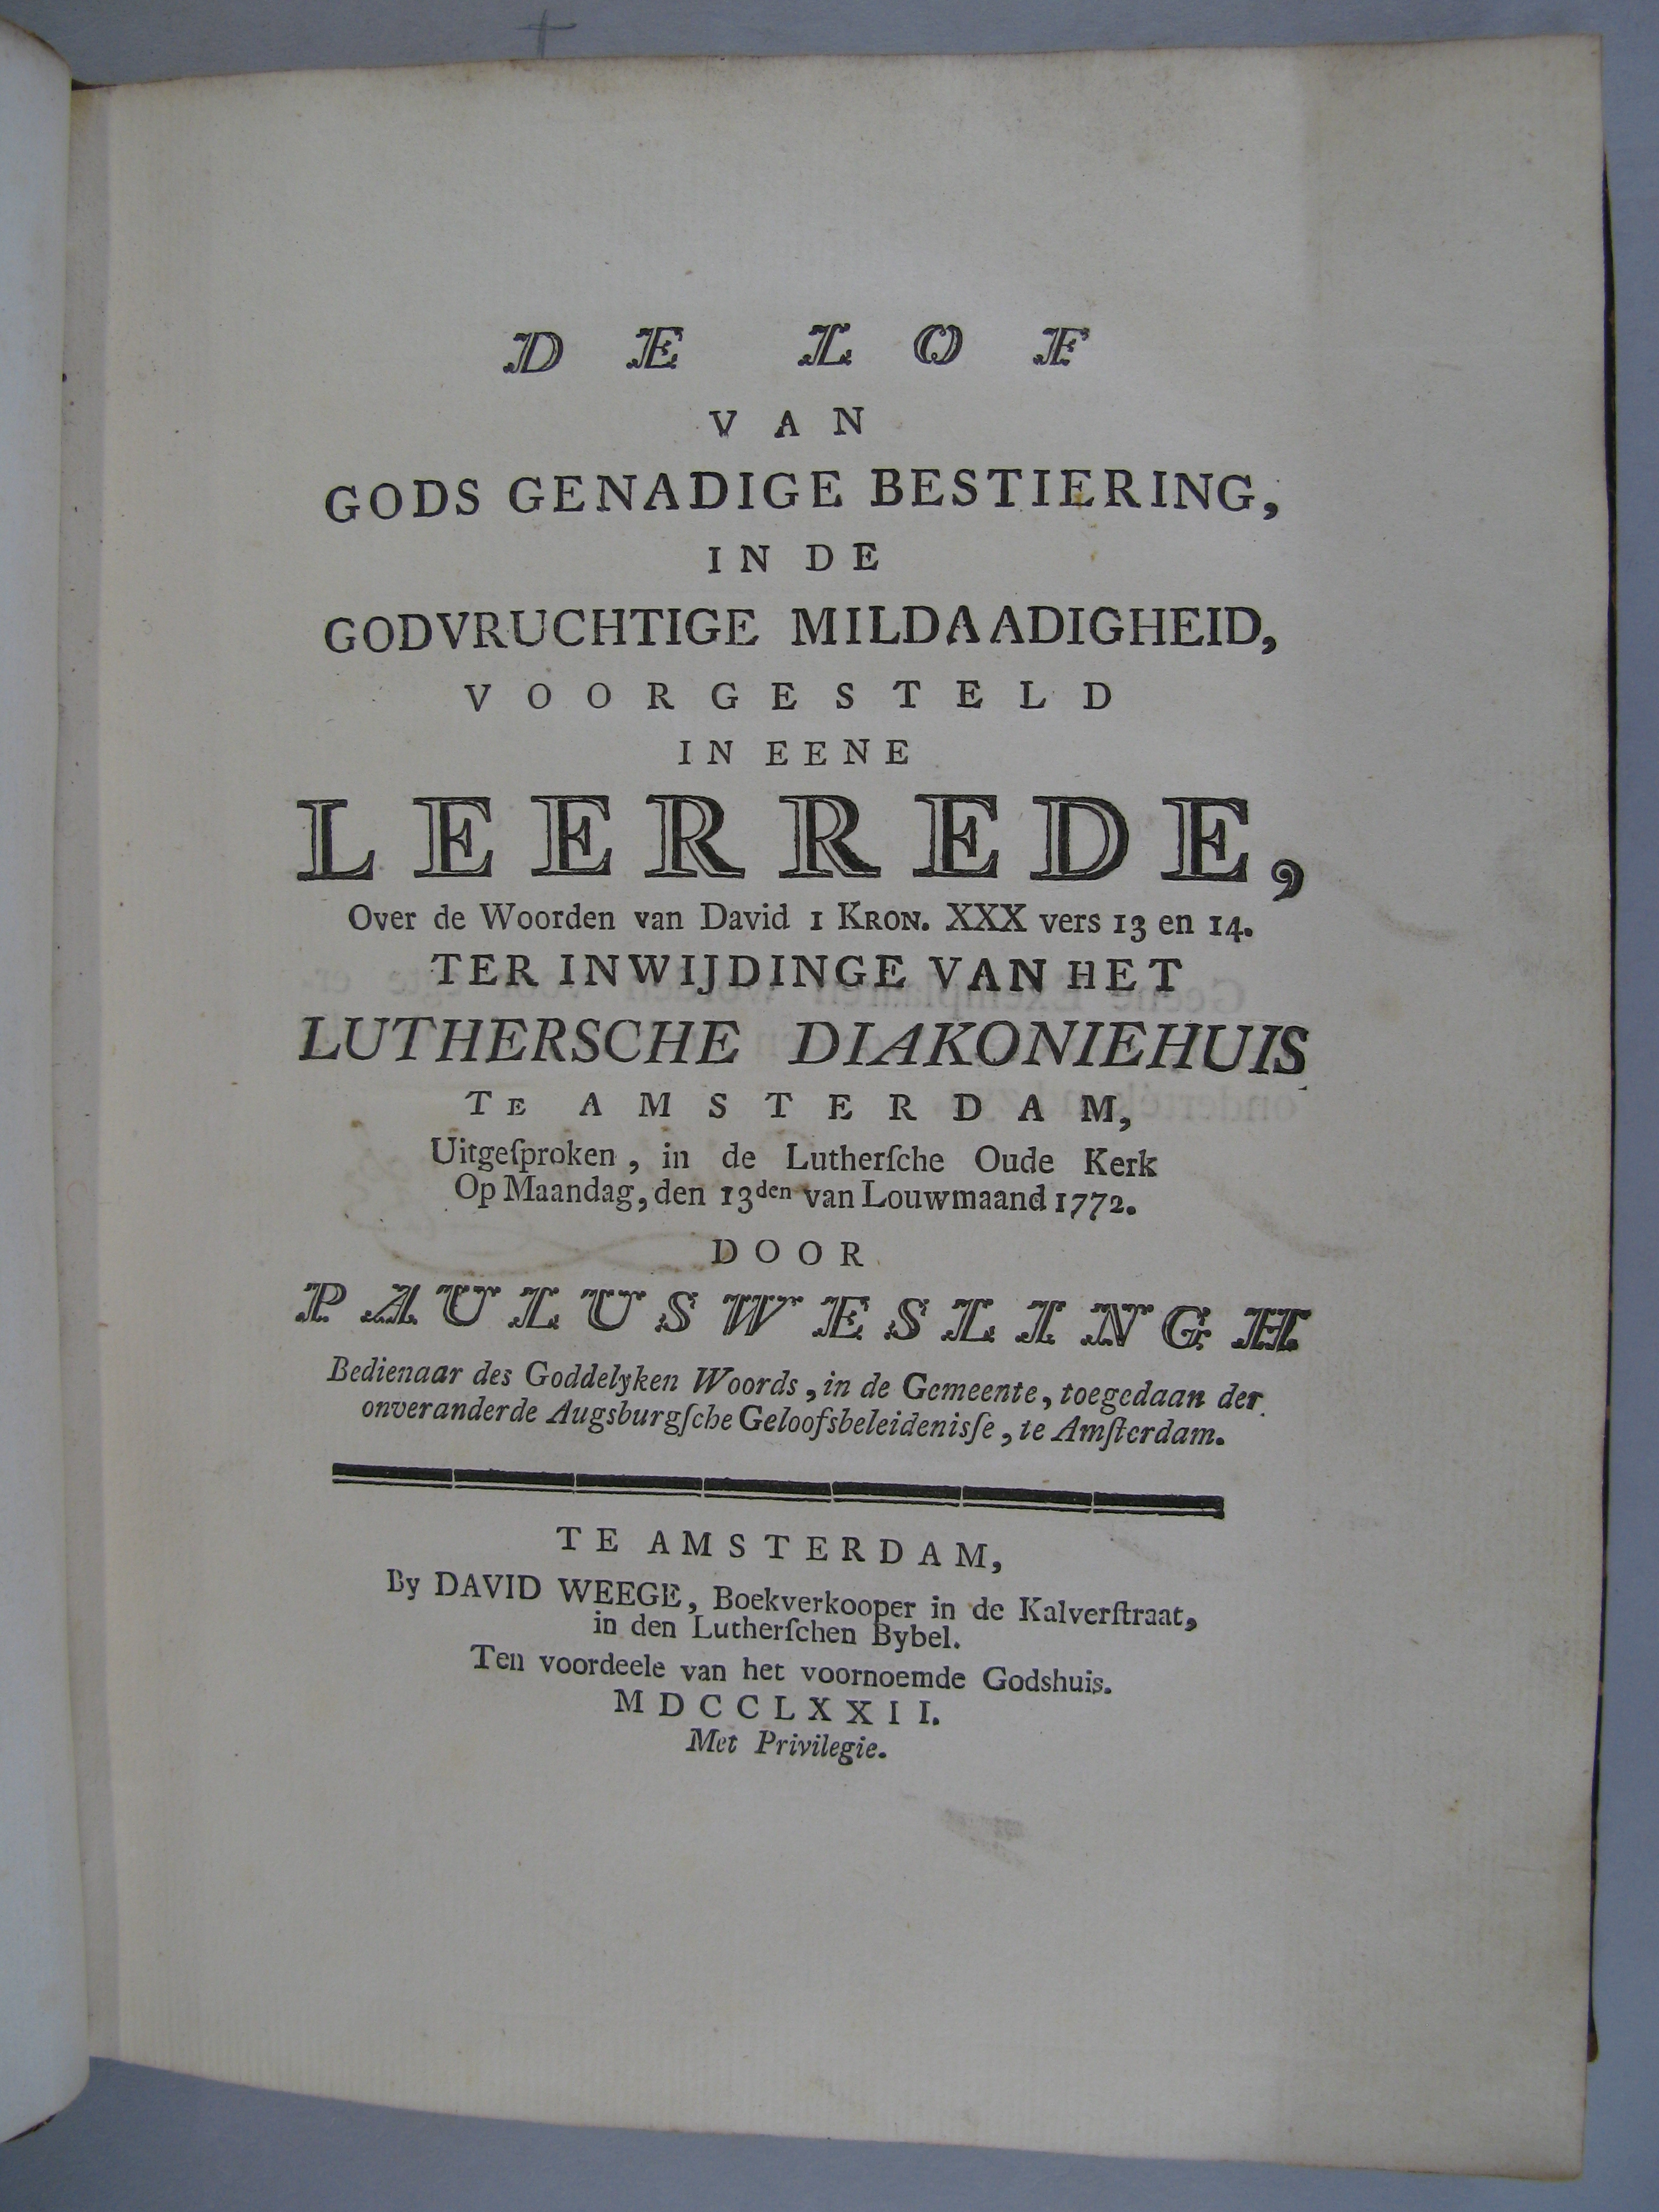 DE LOF
VAN
GODS GENADIGE BESTIERING,
IN DE
GODVRUCHTIGE MILDAADIGHEID,
VOORGESTELD
IN EENE
LEERREDE,
Over de Woorden van David 1 KRON. XXX vers 13 en 14.
TER INWIJDINGE VAN HET
LUTHERSCHE DIAKONIEHUIS
TE AMSTERDAM,
Uitgeſproken, in de Lutherſche Oude Kerk
Op Maandag, den 13den van Louwmaand 1772.
DOOR
PAULUS WESLINGH
Bedienaar des Goddelyken Woords, in de Gemeente, toegedaan der
onveranderde Augsburgſche Geloofsbeleidenisſe, te Amſterdam.
TE AMSTERDAM,
By DAVID WEEGE, Boekverkooper in de Kalverſtraat,
in den Lutherſchen Bybel.
Ten voordeele van het voornoemde Godshuis.
MDCCLXXII.
Met Privilegie.